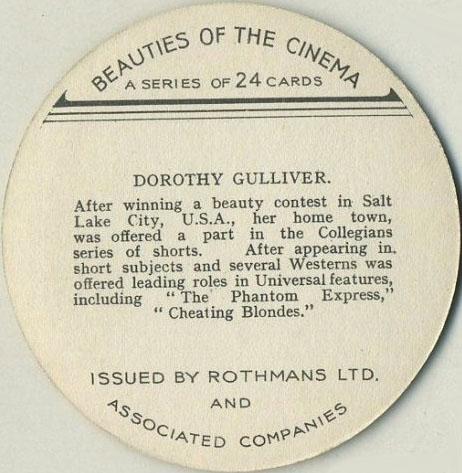 BEAUTIES OF THE CINEMA
A SERIES OF 24 CARDS
DOROTHY GULLIVER.
After winning a beauty contest in Salt
Lake City, U.S.A., her home town,
was offered a part in the Collegians
series of shorts. After appearing in
short subjects and several Westerns was
offered leading roles in Universal features,
including “The Phantom Express,”
“Cheating Blondes.”
ISSUED BY ROTHMANS LTD.
AND
ASSOCIATED COMPANIES